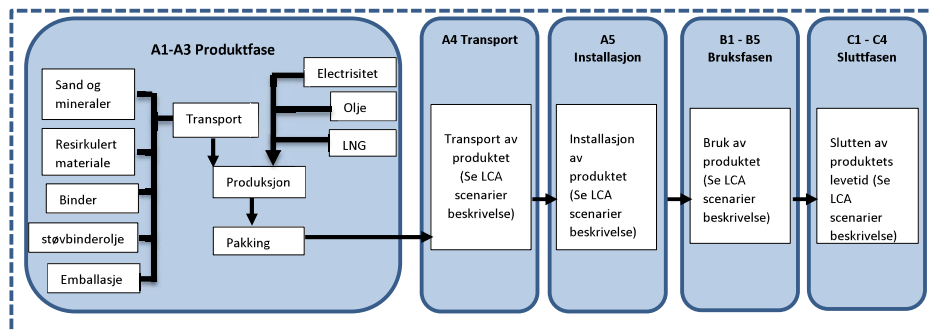 A1-A3 Produktfase
Sand og
mineraler
Resirkulert
materiale
Binder
støvbinderolje
Emballasje
Transport
Electrisitet
Olje
LNG
Produksjon
Pakking
A4 Transport
Transport av
produktet
(Se LCA
scenarier
beskrivelse)
A5
Installasjon
Installasjon
av
produktet
(Se LCA
scenarier
beskrivelse)
B1 - B5
Bruksfasen
Bruk av
produktet
(Se LCA
scenarier
beskrivelse)
C1 - C4
Sluttfasen
Slutten av
produktets
levetid (Se
LCA
scenarier
beskrivelse)